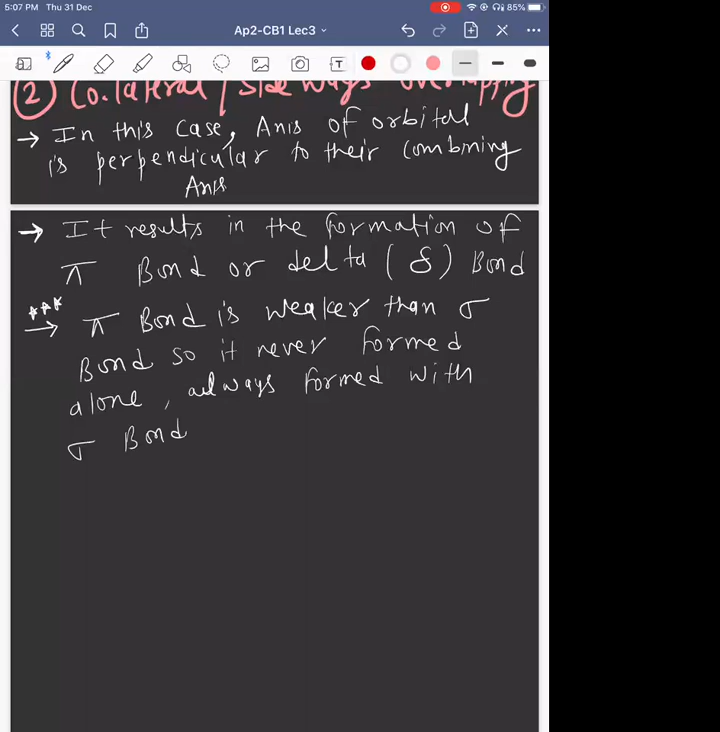 5:07 PM Thu 31 Dec
85%
Ap2-CB1 Lec3
T
(2) Co.lateral / side ways overlapping
→ In this case, Axis of orbital
is perpendicular to their combining
Axis
→ It results in the formation of
π Bond or delta (δ) Bond
→ π Bond is weaker than σ
Bond so it never formed
alone, always formed with
σ Bond